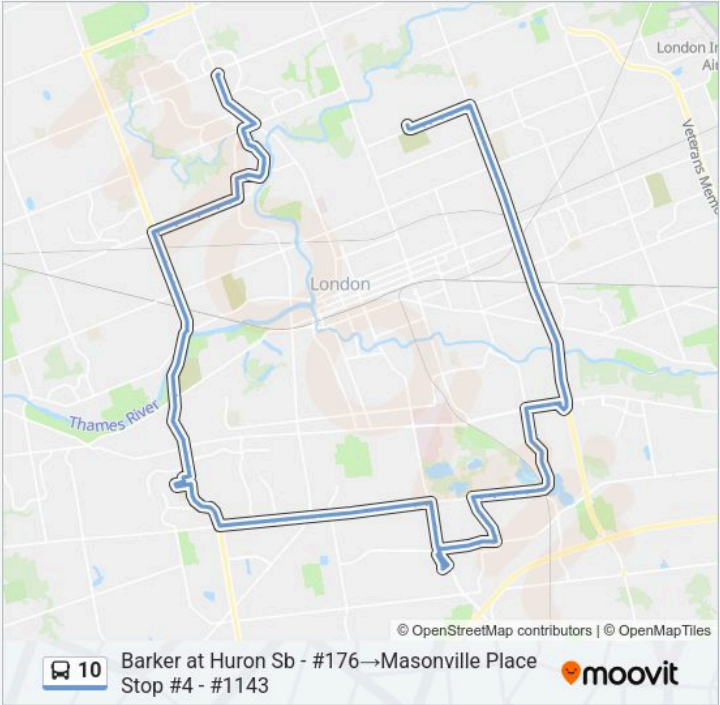 London In
Air
Veterans Memo
London
Thames River
© OpenStreetMap contributors | © OpenMapTiles
10
Barker at Huron Sb - #176→Masonville Place
Stop #4 - #1143
moovit